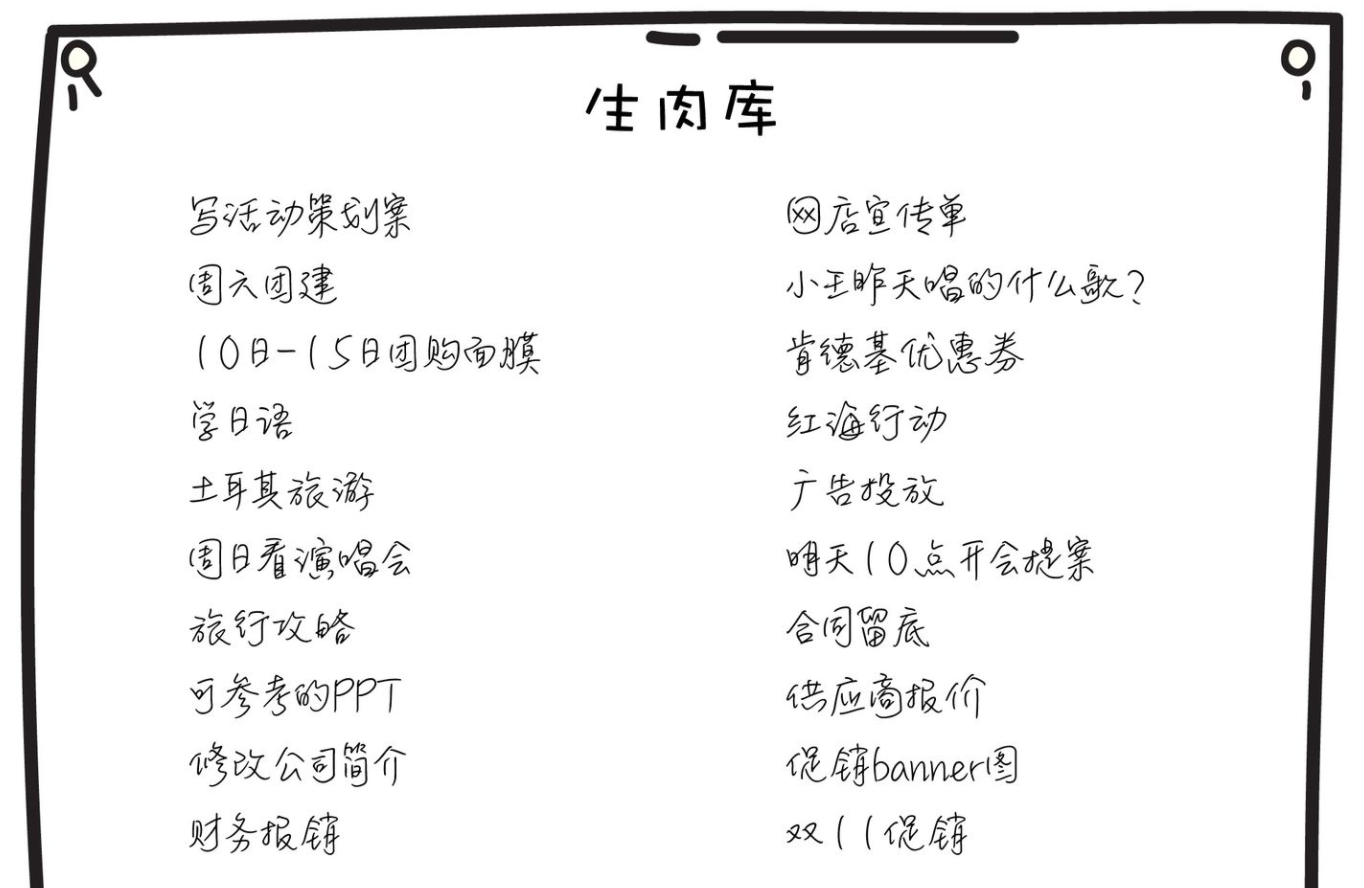 生肉库
写活动策划案
周六团建
10日-15日团购面膜
学日语
土耳其旅游
周日看演唱会
旅行攻略
可参考的PPT
修改公司简介
财务报销
网店宣传单
小王昨天唱的什么歌?
肯德基优惠券
红海行动
广告投放
明天10点开会提案
合同留底
供应商报价
促销banner图
双11促销